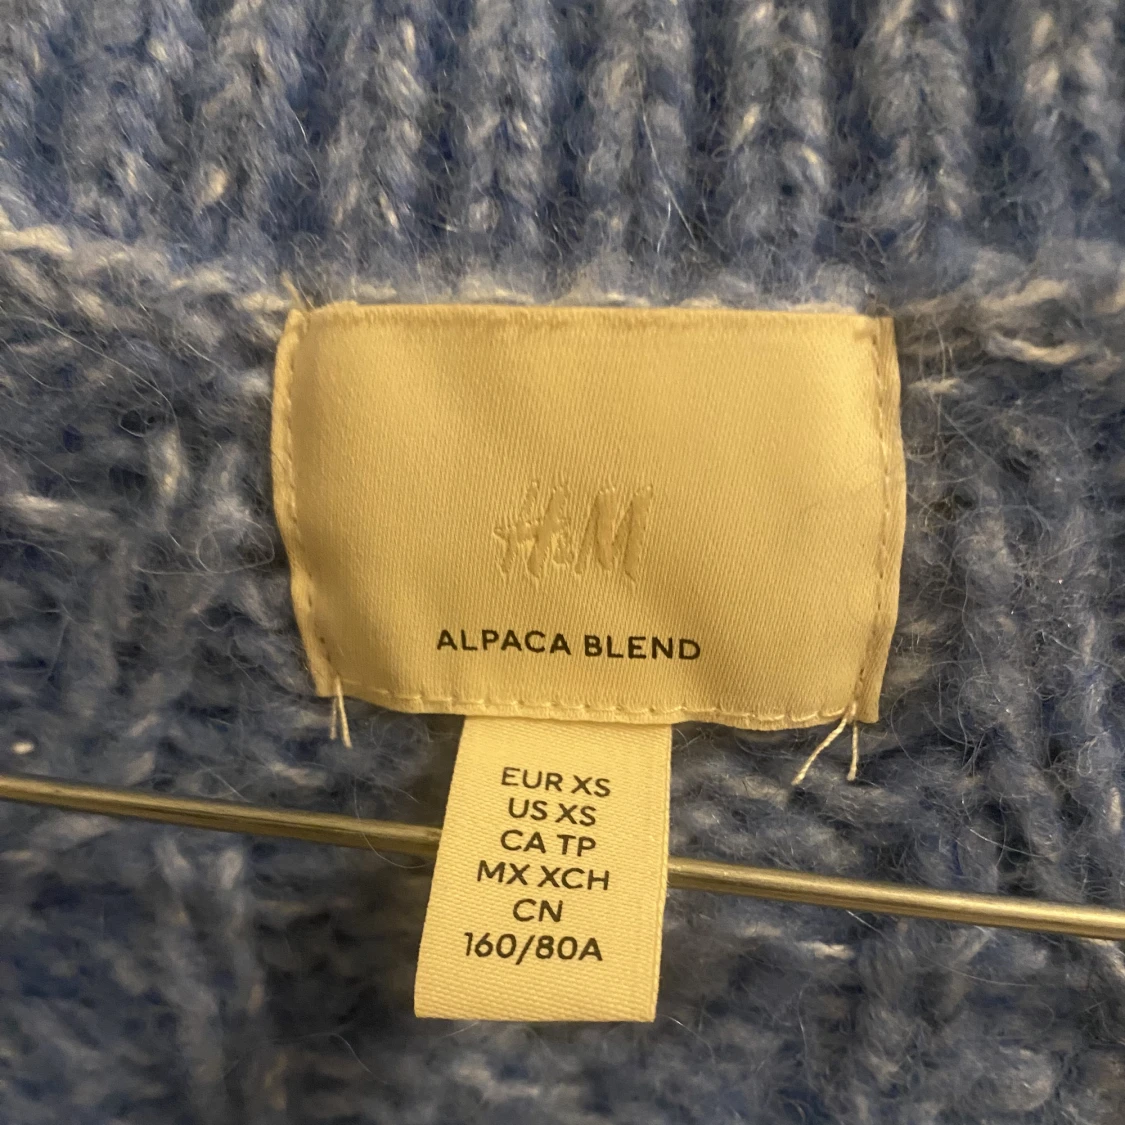 H&M
ALPACA BLEND
EUR XS
US XS
CA TP
MX XCH
CN
160/80A